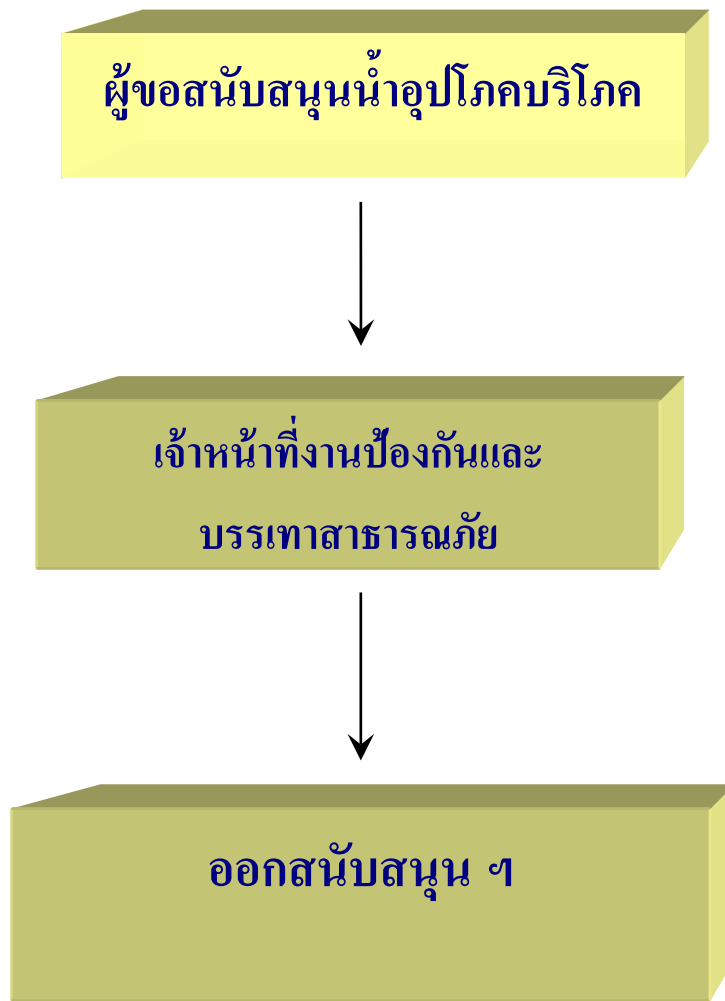 ผู้ขอสนับสนุนน้ำอุปโภคบริโภค
เจ้าหน้าที่งานป้องกันและ
บรรเทาสาธารณภัย
ออกสนับสนุน ฯ